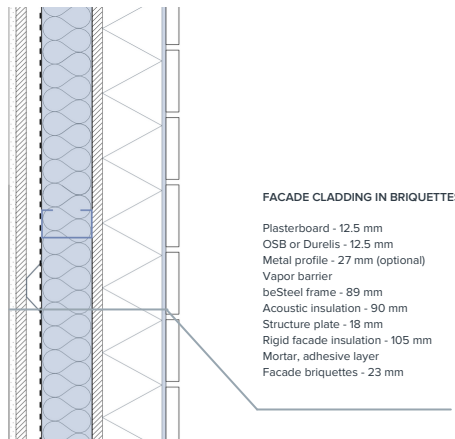 FACADE CLADDING IN BRIQUETTE
Plasterboard - 12.5 mm
OSB or Durelis - 12.5 mm
Metal profile - 27 mm (optional)
Vapor barrier
beSteel frame - 89 mm
Acoustic insulation - 90 mm
Structure plate - 18 mm
Rigid facade insulation - 105 mm
Mortar, adhesive layer
Facade briquettes - 23 mm